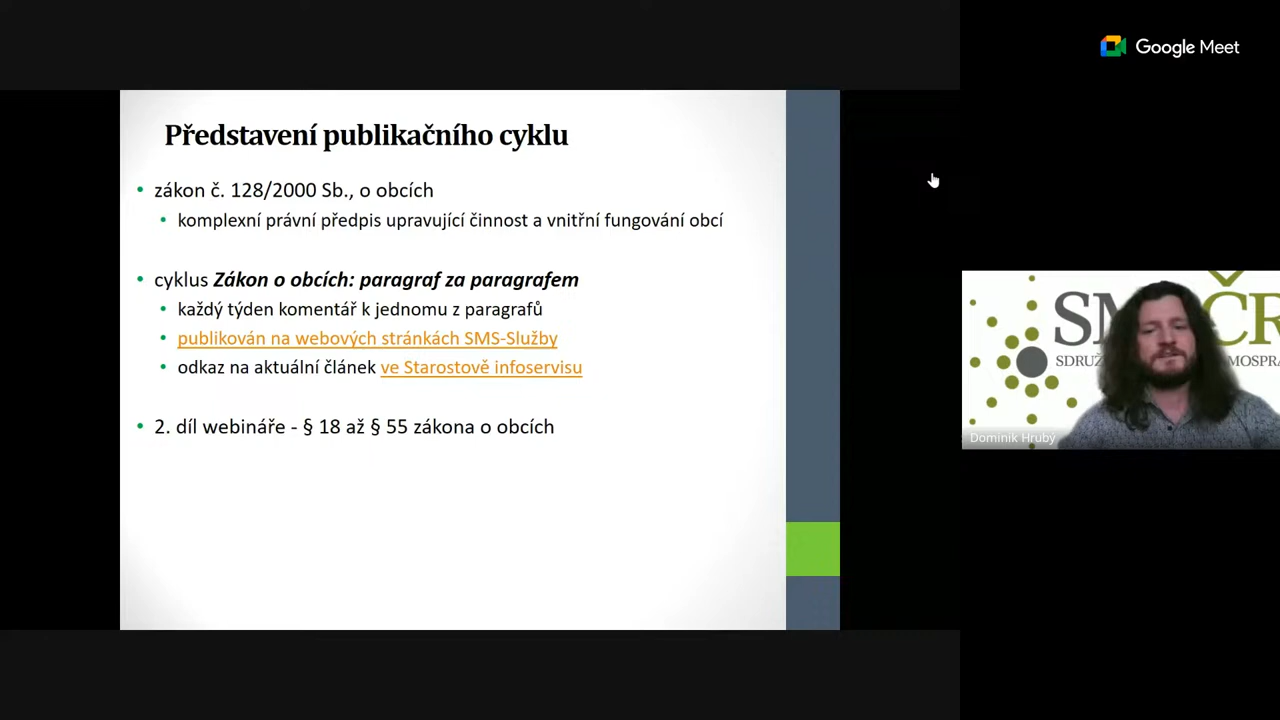 Google Meet
Představení publikačního cyklu
zákon č. 128/2000 Sb., o obcích
komplexní právní předpis upravující činnost a vnitřní fungování obcí
cyklus Zákon o obcích: paragraf za paragrafem
každý týden komentář k jednomu z paragrafů
publikován na webových stránkách SMS-Služby
odkaz na aktuální článek ve Starostově infoservisu
2. díl webináře - § 18 až § 55 zákona o obcích
Dominik Hrubý